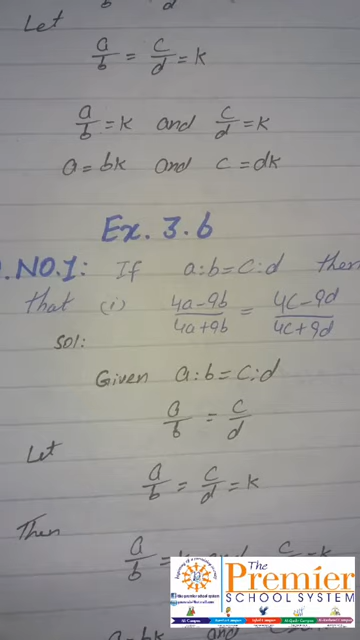 Let
a/b = c/d = k
a/b = k and c/d = k
a = bk and c = dk
Ex. 3.6
.NO.1: If a:b = c:d then
that (i) 4a-9b/4a+9b = 4c-9d/4c+9d
Sol:
Given a:b = c:d
a/b = c/d
Let
a/b = c/d = k
Then
a/b
The
Premier
SCHOOL SYSTEM
a = bk and